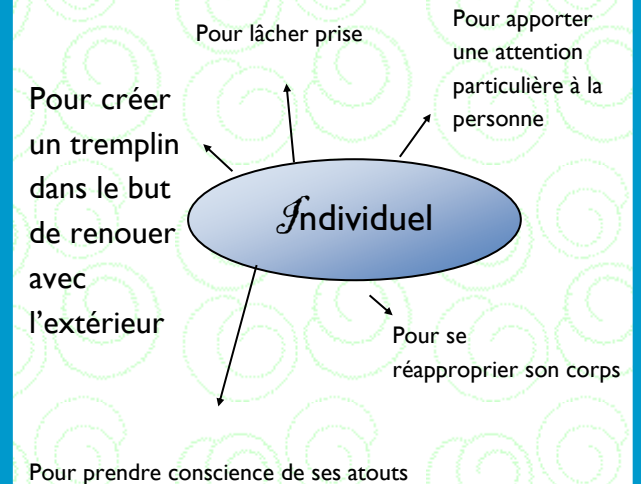 Pour lâcher prise
Pour apporter
une attention
particulière à la
personne
Pour créer
un tremplin
dans le but
de renouer
avec
l’extérieur
Individuel
Pour se
réapproprier son corps
Pour prendre conscience de ses atouts